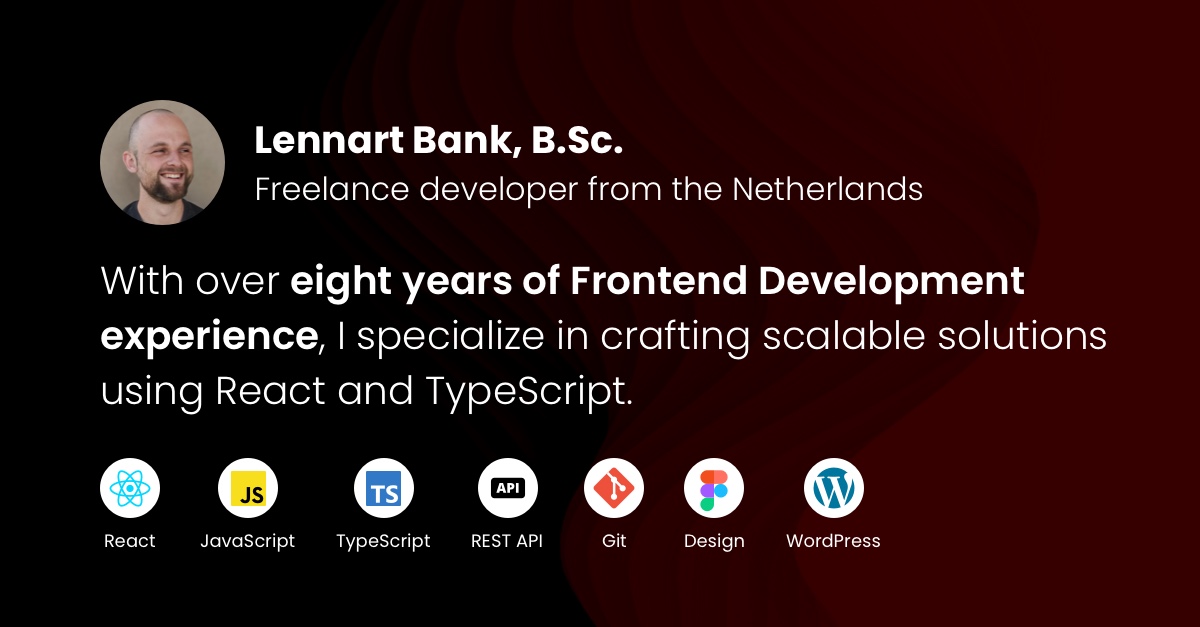 Lennart Bank, B.Sc.
Freelance developer from the Netherlands
With over eight years of Frontend Development
experience, I specialize in crafting scalable solutions
using React and TypeScript.
JS
TS
API
React
JavaScript
TypeScript
REST API
Git
Design
WordPress